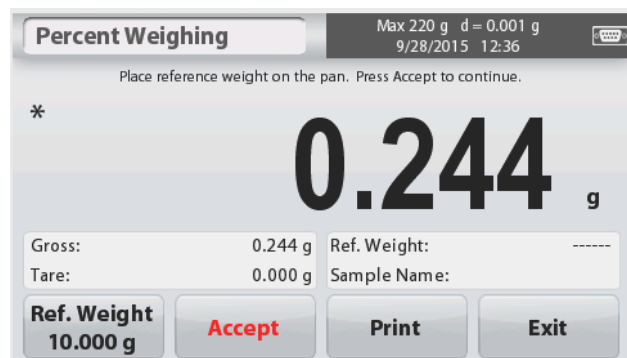 Percent Weighing
Max 220 g d = 0.001 g
9/28/2015 12:36
Place reference weight on the pan. Press Accept to continue.
*
0.244 g
Gross: 0.244 g Ref. Weight: ------
Tare: 0.000 g Sample Name:
Ref. Weight
10.000 g
Accept
Print
Exit